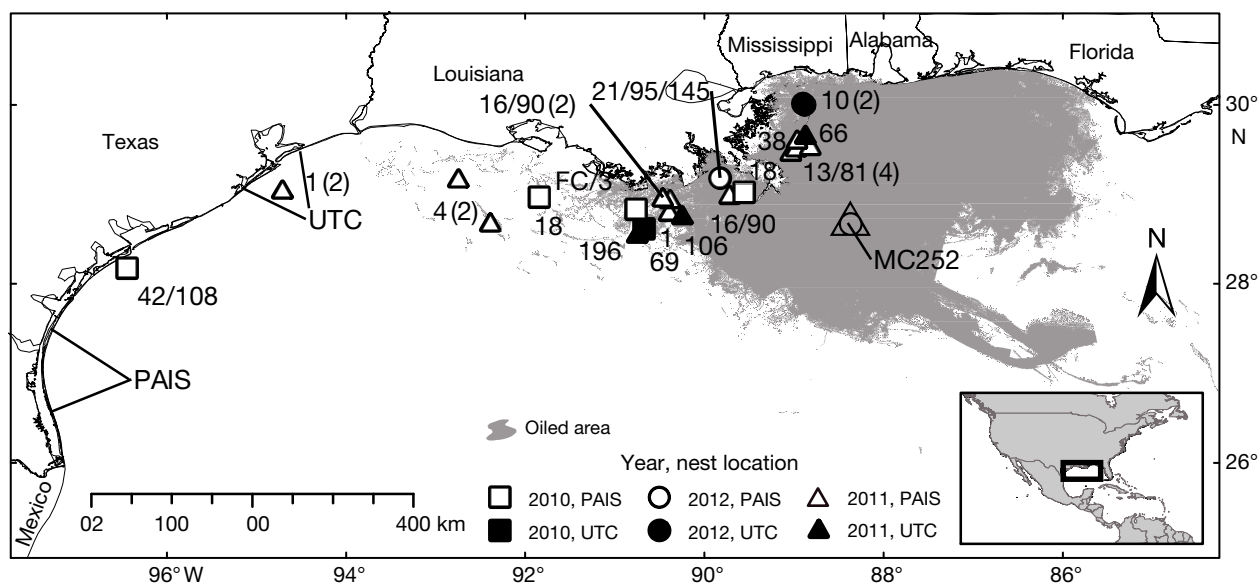 Mississippi
Alabama
Florida
Louisiana
21/95/145
16/90 (2)
10 (2)
30°
N
Texas
38
66
18
13/81 (4)
1 (2)
FC/3
UTC
4 (2)
18
16/90
196
1
106
69
MC252
N
42/108
28°
PAIS
Oiled area
Year, nest location
26°
2010, PAIS
2012, PAIS
2011, PAIS
2010, UTC
2012, UTC
2011, UTC
02 100 00 400 km
Mexico
96°W 94° 92° 90° 88° 86°